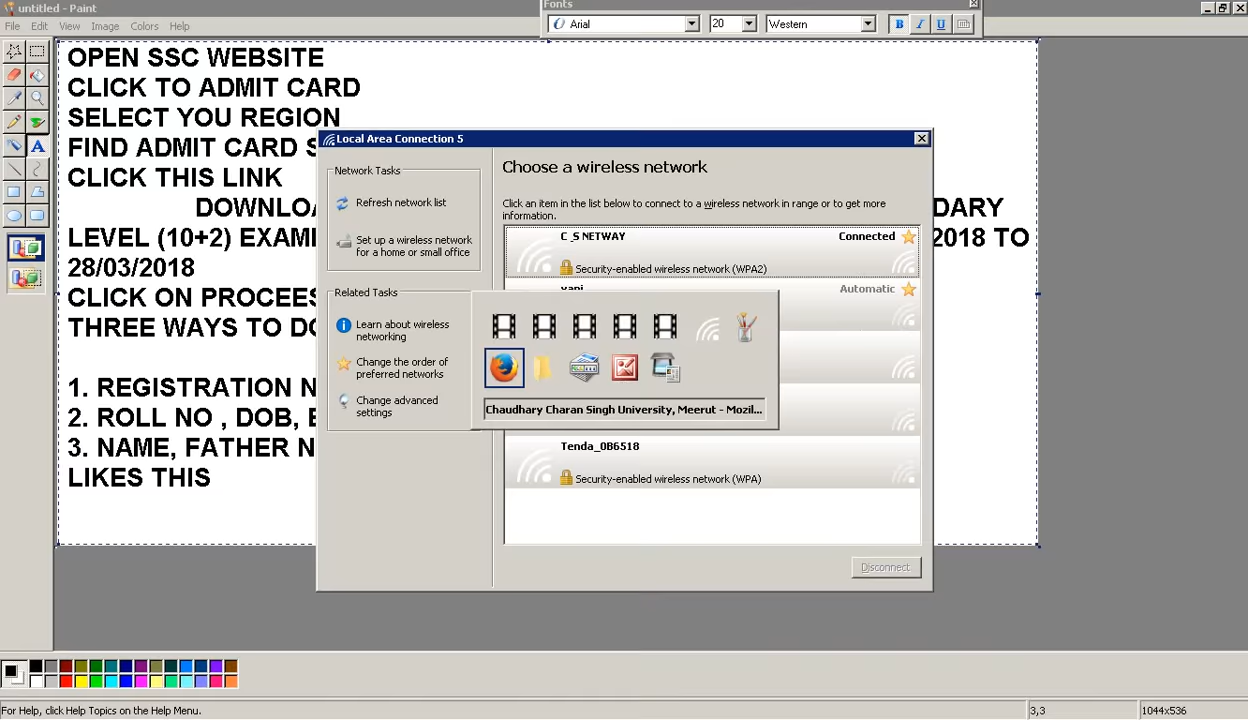 untitled - Paint
File Edit View Image Colors Help
Fonts
Arial 20 Western B I U
OPEN SSC WEBSITE
CLICK TO ADMIT CARD
SELECT YOU REGION
FIND ADMIT CARD S
CLICK THIS LINK
DOWNLOA DARY
LEVEL (10+2) EXAMI 2018 TO
28/03/2018
CLICK ON PROCEES
THREE WAYS TO DO
1. REGISTRATION N
2. ROLL NO , DOB, E
3. NAME, FATHER N
LIKES THIS
Local Area Connection 5
Network Tasks
Refresh network list
Set up a wireless network
for a home or small office
Related Tasks
Learn about wireless
networking
Change the order of
preferred networks
Change advanced
settings
Choose a wireless network
Click an item in the list below to connect to a wireless network in range or to get more
information.
C_S NETWAY Connected
Security-enabled wireless network (WPA2)
Automatic
Chaudhary Charan Singh University, Meerut - Mozil...
Tenda_0B6518
Security-enabled wireless network (WPA)
Disconnect
For Help, click Help Topics on the Help Menu.
3,3
1044x536